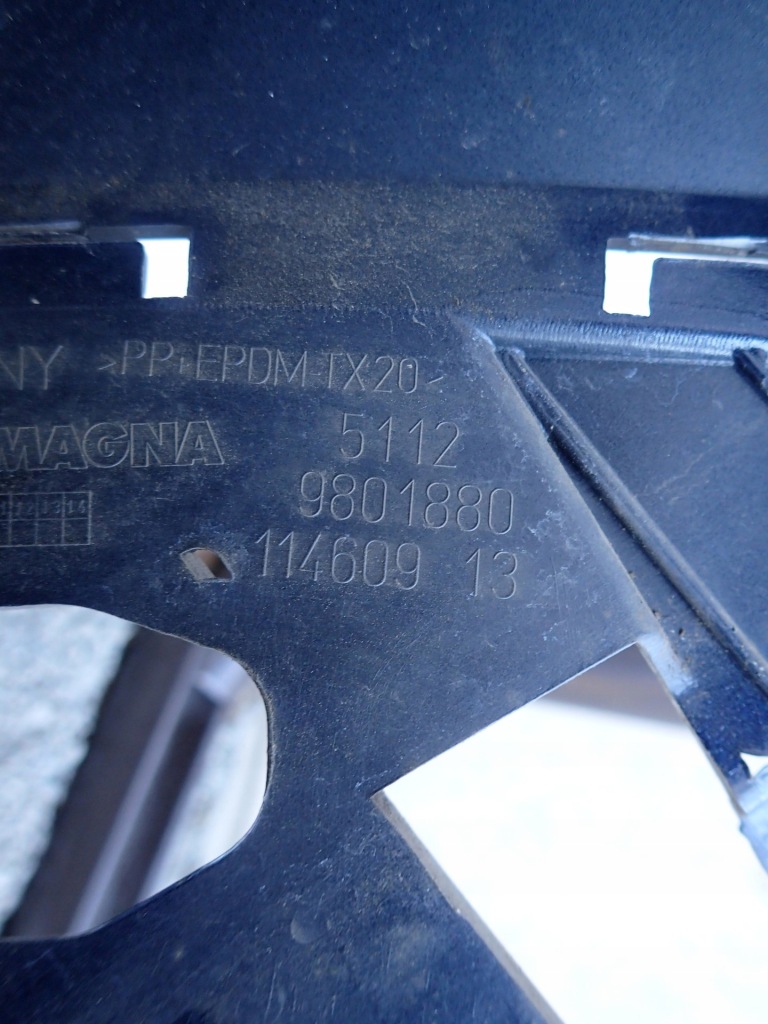 NY >PP+EPDM-TX20<
MAGNA 5112
9801880
114609 13